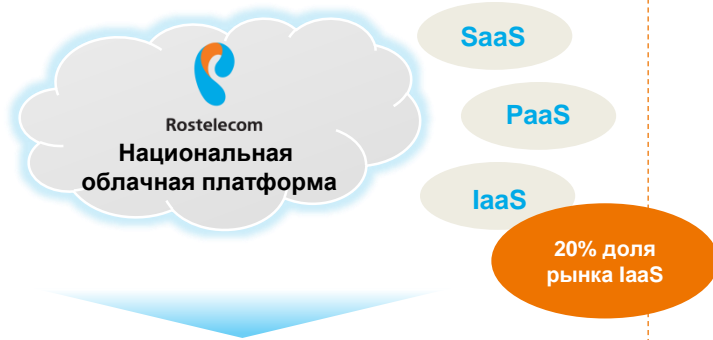 Rostelecom
Национальная
облачная платформа
SaaS
PaaS
IaaS
20% доля
рынка IaaS